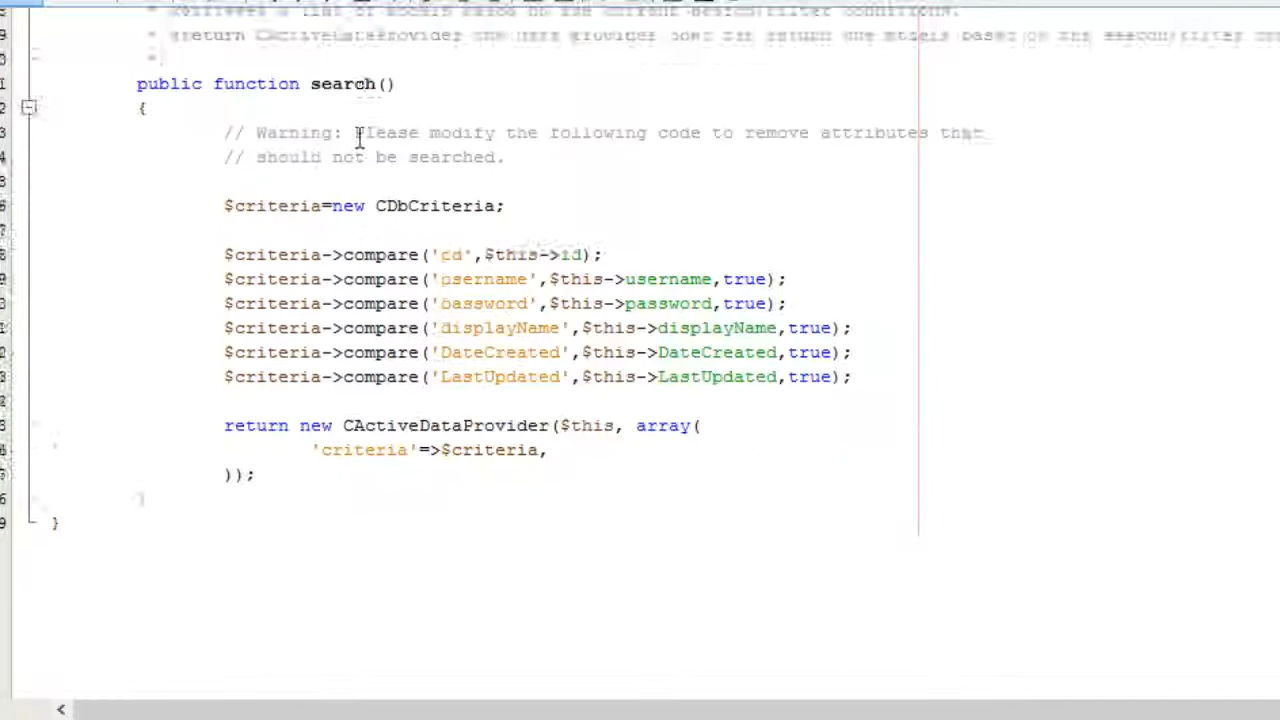 public function search()
{
// Warning: Please modify the following code to remove attributes that
// should not be searched.
$criteria=new CDbCriteria;
$criteria->compare('id',$this->id);
$criteria->compare('username',$this->username,true);
$criteria->compare('password',$this->password,true);
$criteria->compare('displayName',$this->displayName,true);
$criteria->compare('DateCreated',$this->DateCreated,true);
$criteria->compare('LastUpdated',$this->LastUpdated,true);
return new CActiveDataProvider($this, array(
'criteria'=>$criteria,
));
}
}